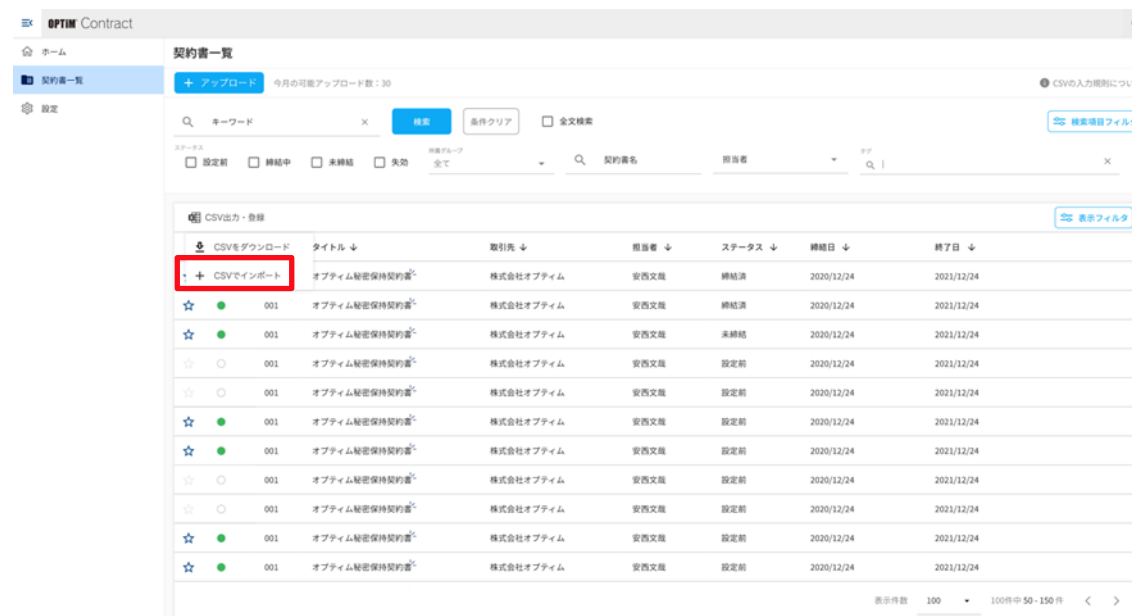 OPTiM Contract
ホーム
契約書一覧
設定
契約書一覧
＋ アップロード 今月の可能アップロード数：30
CSVの入力規則につい
キーワード × 検索 条件クリア 全文検索
検索項目フィル
ステータス 所属グループ タグ
設定前 締結中 未締結 失効 全て 契約書名 担当者 ×
CSV出力・登録 表示フィルタ
CSVをダウンロード タイトル ↓ 取引先 ↓ 担当者 ↓ ステータス ↓ 締結日 ↓ 終了日 ↓
＋ CSVでインポート オプティム秘密保持契約書 株式会社オプティム 安西文哉 締結済 2020/12/24 2021/12/24
001 オプティム秘密保持契約書 株式会社オプティム 安西文哉 締結済 2020/12/24 2021/12/24
001 オプティム秘密保持契約書 株式会社オプティム 安西文哉 未締結 2020/12/24 2021/12/24
001 オプティム秘密保持契約書 株式会社オプティム 安西文哉 設定前 2020/12/24 2021/12/24
001 オプティム秘密保持契約書 株式会社オプティム 安西文哉 設定前 2020/12/24 2021/12/24
001 オプティム秘密保持契約書 株式会社オプティム 安西文哉 設定前 2020/12/24 2021/12/24
001 オプティム秘密保持契約書 株式会社オプティム 安西文哉 設定前 2020/12/24 2021/12/24
001 オプティム秘密保持契約書 株式会社オプティム 安西文哉 設定前 2020/12/24 2021/12/24
001 オプティム秘密保持契約書 株式会社オプティム 安西文哉 設定前 2020/12/24 2021/12/24
001 オプティム秘密保持契約書 株式会社オプティム 安西文哉 設定前 2020/12/24 2021/12/24
001 オプティム秘密保持契約書 株式会社オプティム 安西文哉 設定前 2020/12/24 2021/12/24
表示件数 100 100件中 50 - 150 件